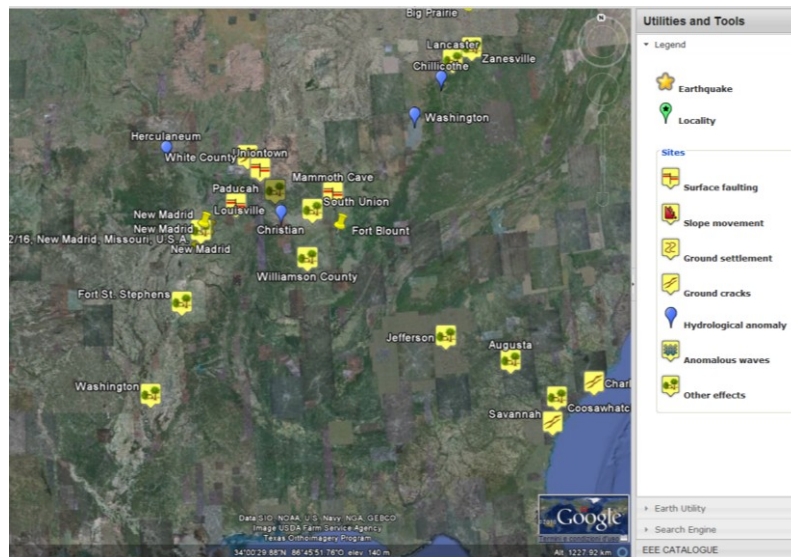 Big Prairie
Lancaster
Zanesville
Chillicothe
Washington
Herculaneum
White County
Uniontown
Mammoth Cave
Paducah
South Union
New Madrid
Louisville
New Madrid
Christian
Fort Blount
2/16, New Madrid, Missouri, U.S.A
New Madrid
Williamson County
Fort St. Stephens
Jefferson
Augusta
Washington
Charl
Coosawhatc
Savannah
Data SIO, NOAA, U.S. Navy, NGA, GEBCO
Image USDA Farm Service Agency
Texas Orthoimagery Program
Google
34°00'29.88"N 86°45'51.76"O elev. 140 m
Alt. 1227.92 km
Utilities and Tools
Legend
Earthquake
Locality
Sites
Surface faulting
Slope movement
Ground settlement
Ground cracks
Hydrological anomaly
Anomalous waves
Other effects
Earth Utility
Search Engine
EEE CATALOGUE